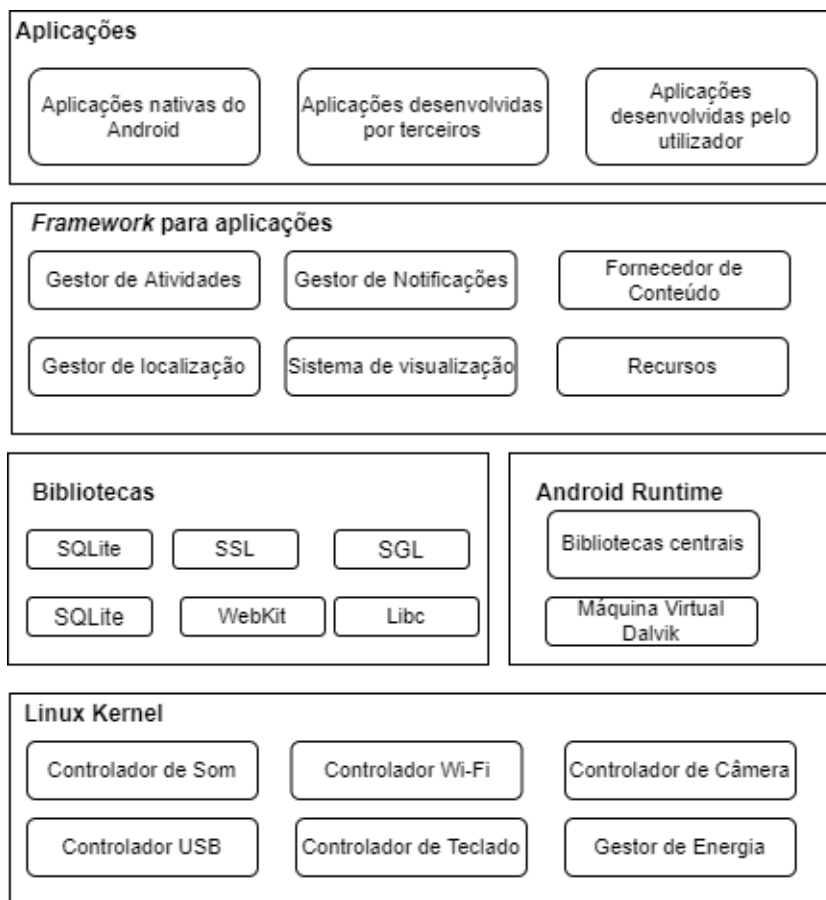 Aplicações
Aplicações nativas do
Android
Aplicações desenvolvidas
por terceiros
Aplicações
desenvolvidas pelo
utilizador
Framework para aplicações
Gestor de Atividades
Gestor de Notificações
Fornecedor de
Conteúdo
Gestor de localização
Sistema de visualização
Recursos
Bibliotecas
SQLite
SSL
SGL
SQLite
WebKit
Libc
Android Runtime
Bibliotecas centrais
Máquina Virtual
Dalvik
Linux Kernel
Controlador de Som
Controlador Wi-Fi
Controlador de Câmera
Controlador USB
Controlador de Teclado
Gestor de Energia